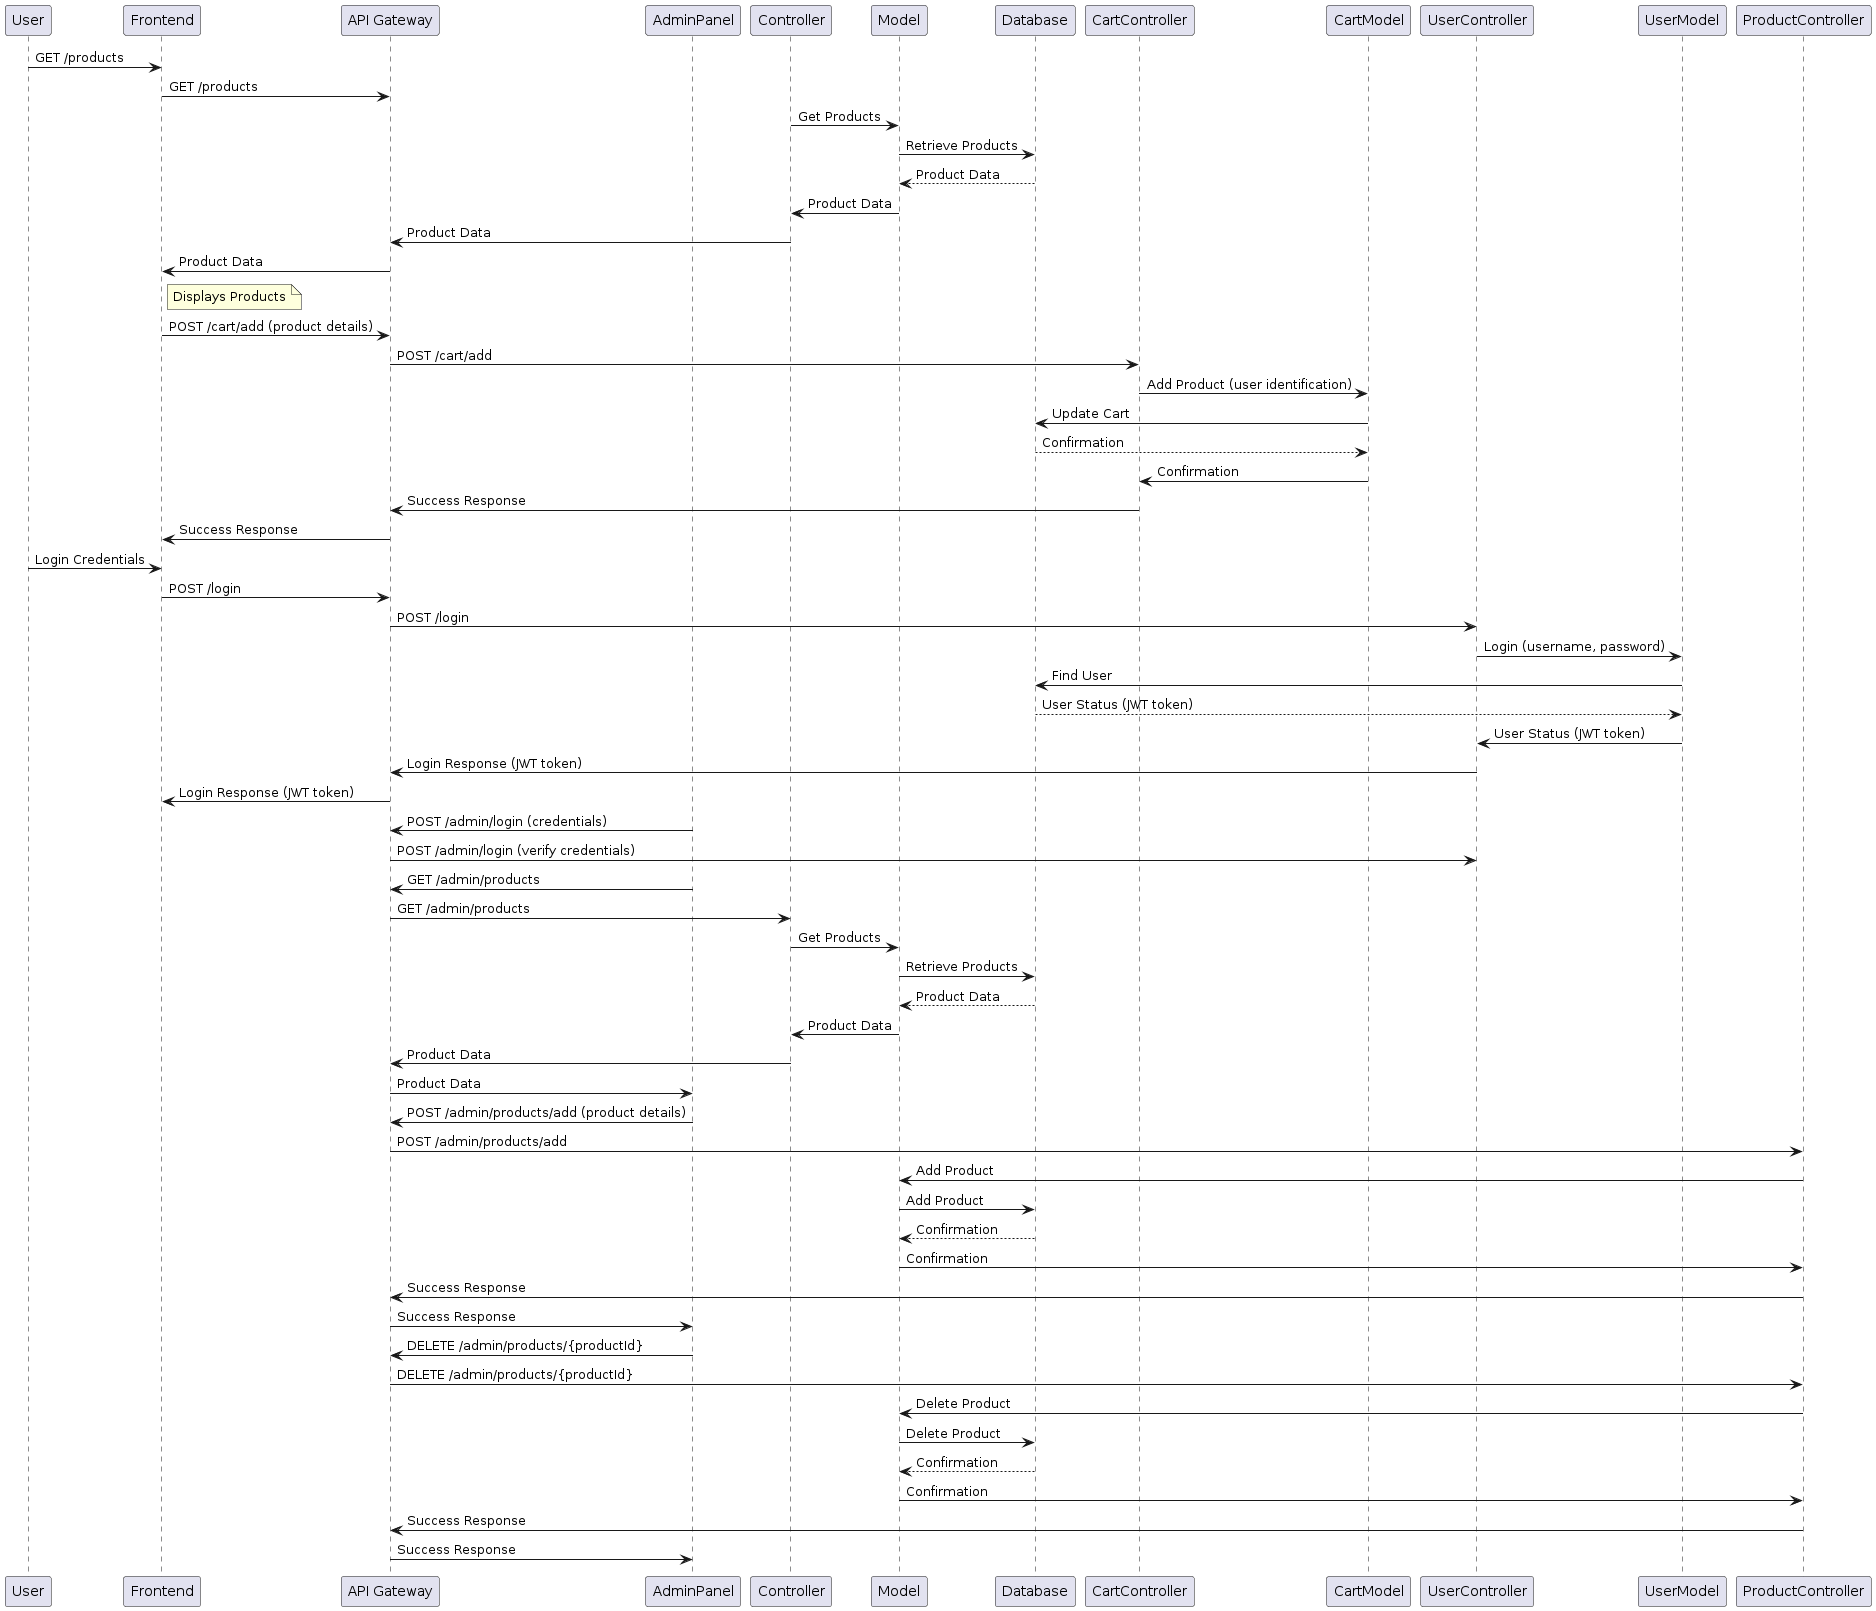 User Frontend API Gateway AdminPanel Controller Model Database CartController CartModel UserController UserModel ProductController
GET /products
GET /products
Get Products
Retrieve Products
Product Data
Product Data
Product Data
Product Data
Displays Products
POST /cart/add (product details)
POST /cart/add
Add Product (user identification)
Update Cart
Confirmation
Confirmation
Success Response
Success Response
Login Credentials
POST /login
POST /login
Login (username, password)
Find User
User Status (JWT token)
User Status (JWT token)
Login Response (JWT token)
Login Response (JWT token)
POST /admin/login (credentials)
POST /admin/login (verify credentials)
GET /admin/products
GET /admin/products
Get Products
Retrieve Products
Product Data
Product Data
Product Data
Product Data
POST /admin/products/add (product details)
POST /admin/products/add
Add Product
Add Product
Confirmation
Confirmation
Success Response
Success Response
DELETE /admin/products/{productId}
DELETE /admin/products/{productId}
Delete Product
Delete Product
Confirmation
Confirmation
Success Response
Success Response
User Frontend API Gateway AdminPanel Controller Model Database CartController CartModel UserController UserModel ProductController